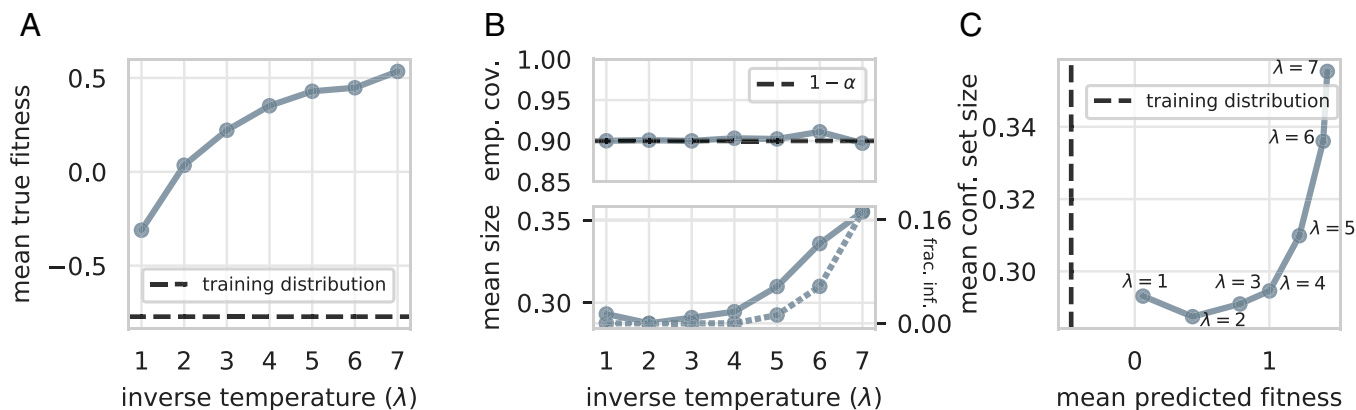 A
mean true fitness
0.5
0.0
−0.5
training distribution
1 2 3 4 5 6 7
inverse temperature (λ)
B
emp. cov.
1.00
0.95
0.90
0.85
1 − α
mean size
0.35
0.30
0.16
0.00
frac. inf.
1 2 3 4 5 6 7
inverse temperature (λ)
C
mean conf. set size
0.34
0.32
0.30
training distribution
λ = 7
λ = 6
λ = 5
λ = 4
λ = 3
λ = 1
λ = 2
0 1
mean predicted fitness